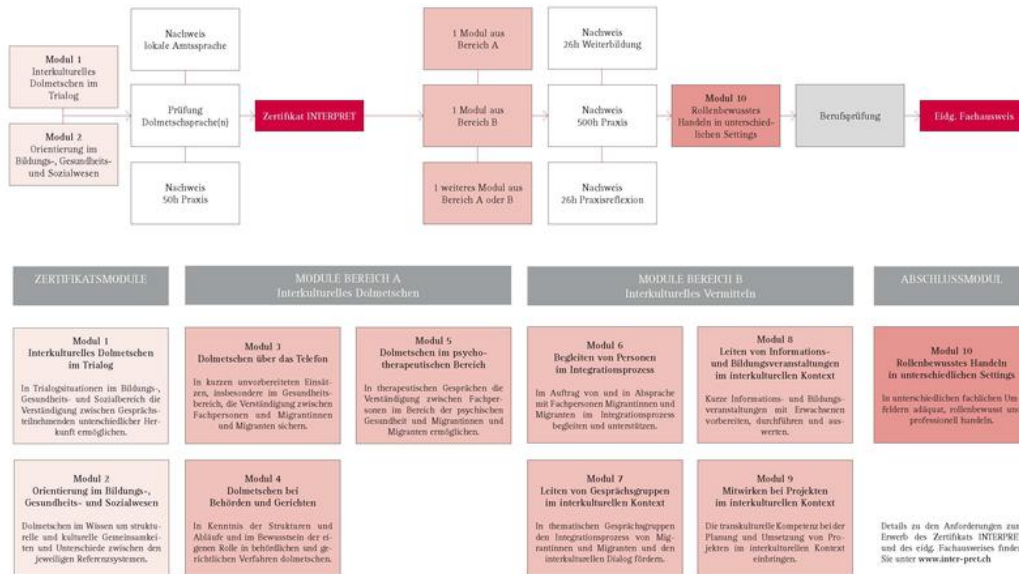 Nachweis
lokale Amtssprache
1 Modul aus
Bereich A
Nachweis
26h Weiterbildung
Modul 1
Interkulturelles
Dolmetschen im
Trialog
Prüfung
Dolmetschsprache(n)
Zertifikat INTERPRET
1 Modul aus
Bereich B
Nachweis
500h Praxis
Modul 10
Rollenbewusstes
Handeln in unterschied-
lichen Settings
Berufsprüfung
Eidg. Fachausweis
Modul 2
Orientierung im
Bildungs-, Gesundheits-
und Sozialwesen
Nachweis
50h Praxis
1 weiteres Modul aus
Bereich A oder B
Nachweis
26h Praxisreflexion
ZERTIFIKATSMODULE
MODULE BEREICH A
Interkulturelles Dolmetschen
MODULE BEREICH B
Interkulturelles Vermitteln
ABSCHLUSSMODUL
Modul 1
Interkulturelles Dolmetschen
im Trialog
In Trialogsituationen im Bildungs-,
Gesundheits- und Sozialbereich die
Verständigung zwischen Gesprächs-
teilnehmenden unterschiedlicher Her-
kunft ermöglichen.
Modul 3
Dolmetschen über das Telefon
In kurzen unvorbereiteten Einsät-
zen, insbesondere im Gesundheits-
bereich, die Verständigung zwischen
Fachpersonen und Migrantinnen
und Migranten sichern.
Modul 5
Dolmetschen im psycho-
therapeutischen Bereich
In therapeutischen Gesprächen die
Verständigung zwischen Fachper-
sonen im Bereich der psychischen
Gesundheit und Migrantinnen und
Migranten ermöglichen.
Modul 6
Begleiten von Personen
im Integrationsprozess
Im Auftrag von und in Absprache
mit Fachpersonen Migrantinnen und
Migranten im Integrationsprozess
begleiten und unterstützen.
Modul 8
Leiten von Informations-
und Bildungsveranstaltungen
im interkulturellen Kontext
Kurze Informations- und Bildungs-
veranstaltungen mit Erwachsenen
vorbereiten, durchführen und aus-
werten.
Modul 10
Rollenbewusstes Handeln
in unterschiedlichen Settings
In unterschiedlichen fachlichen Um-
feldern adäquat, rollenbewusst und
professionell handeln.
Modul 2
Orientierung im Bildungs-,
Gesundheits- und Sozialwesen
Dolmetschen im Wissen um struktu-
relle und kulturelle Gemeinsamkei-
ten und Unterschiede zwischen den
jeweiligen Referenzsystemen.
Modul 4
Dolmetschen bei
Behörden und Gerichten
In Kenntnis der Strukturen und
Abläufe und im Bewusstsein der ei-
genen Rolle in behördlichen und ge-
richtlichen Verfahren dolmetschen.
Modul 7
Leiten von Gesprächsgruppen
im interkulturellen Kontext
In thematischen Gesprächsgruppen
den Integrationsprozess von Mig-
rantinnen und Migranten und den
interkulturellen Dialog fördern.
Modul 9
Mitwirken bei Projekten
im interkulturellen Kontext
Die transkulturelle Kompetenz bei der
Planung und Umsetzung von Pro-
jekten im interkulturellen Kontext
einbringen.
Details zu den Anforderungen zum
Erwerb des Zertifikats INTERPRET
und des eidg. Fachausweises finden
Sie unter www.inter-pret.ch